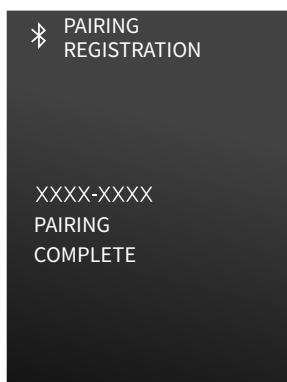 PAIRING
REGISTRATION
XXXX-XXXX
PAIRING
COMPLETE